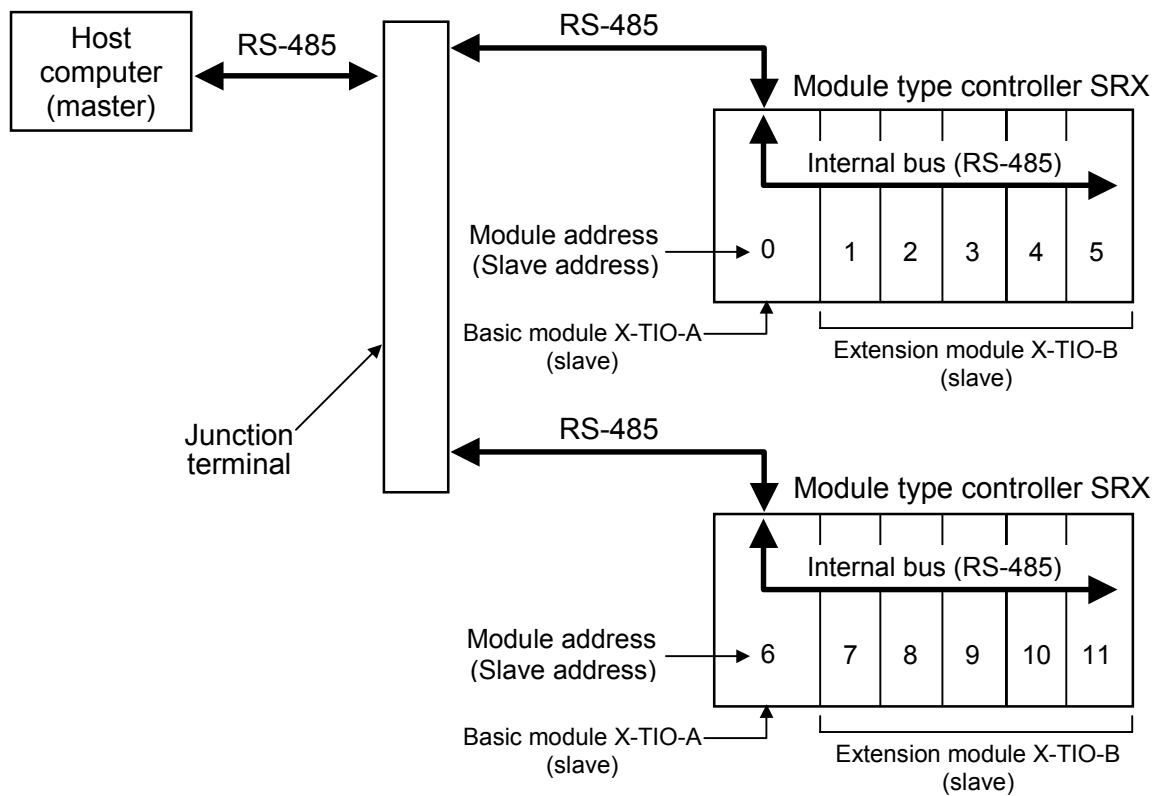 Host
computer
(master)
RS-485
RS-485
Module type controller SRX
Internal bus (RS-485)
Module address
(Slave address)
0
1
2
3
4
5
Basic module X-TIO-A
(slave)
Extension module X-TIO-B
(slave)
Junction
terminal
RS-485
Module type controller SRX
Internal bus (RS-485)
Module address
(Slave address)
6
7
8
9
10
11
Basic module X-TIO-A
(slave)
Extension module X-TIO-B
(slave)